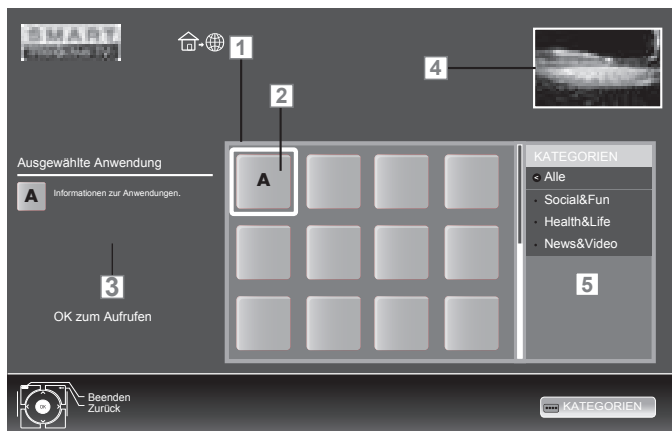 SMART
1
2
4
Ausgewählte Anwendung
A
Informationen zur Anwendungen.
A
KATEGORIEN
Alle
Social&Fun
Health&Life
News&Video
3
5
OK zum Aufrufen
OK
Beenden
Zurück
KATEGORIEN